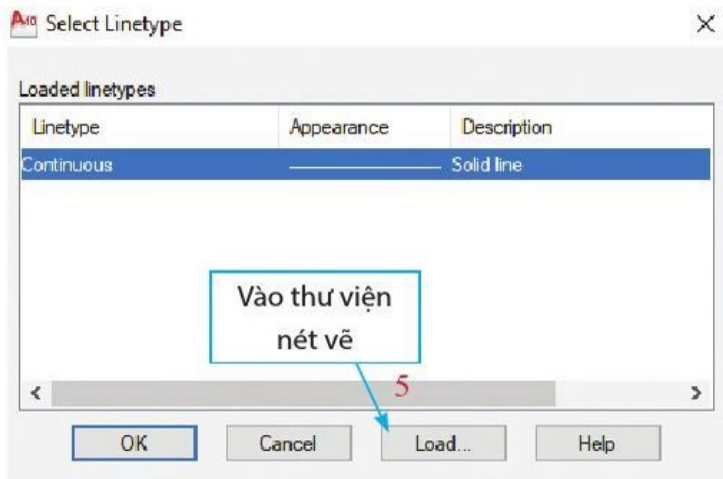 Select Linetype
Loaded linetypes
Linetype Appearance Description
Continuous Solid line
Vào thư viện
nét vẽ
5
OK Cancel Load... Help